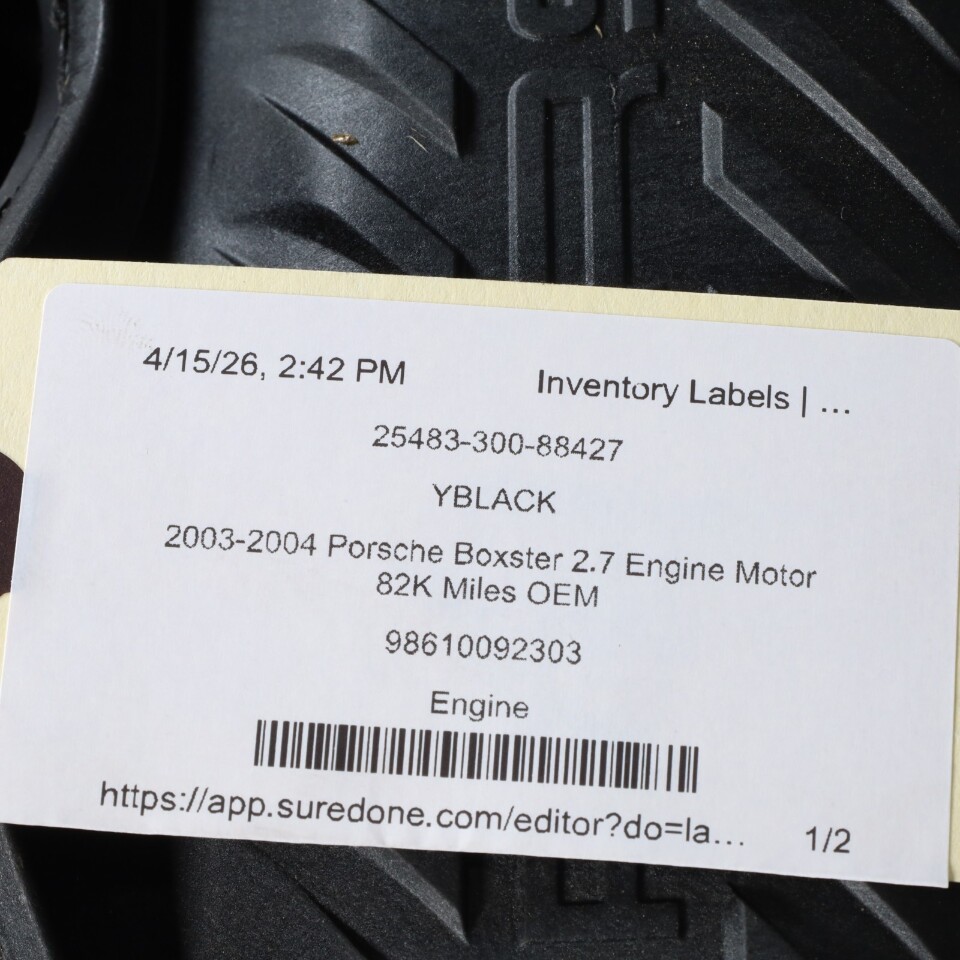 4/15/26, 2:42 PM Inventory Labels | ...
25483-300-88427
YBLACK
2003-2004 Porsche Boxster 2.7 Engine Motor
82K Miles OEM
98610092303
Engine
https://app.suredone.com/editor?do=la... 1/2